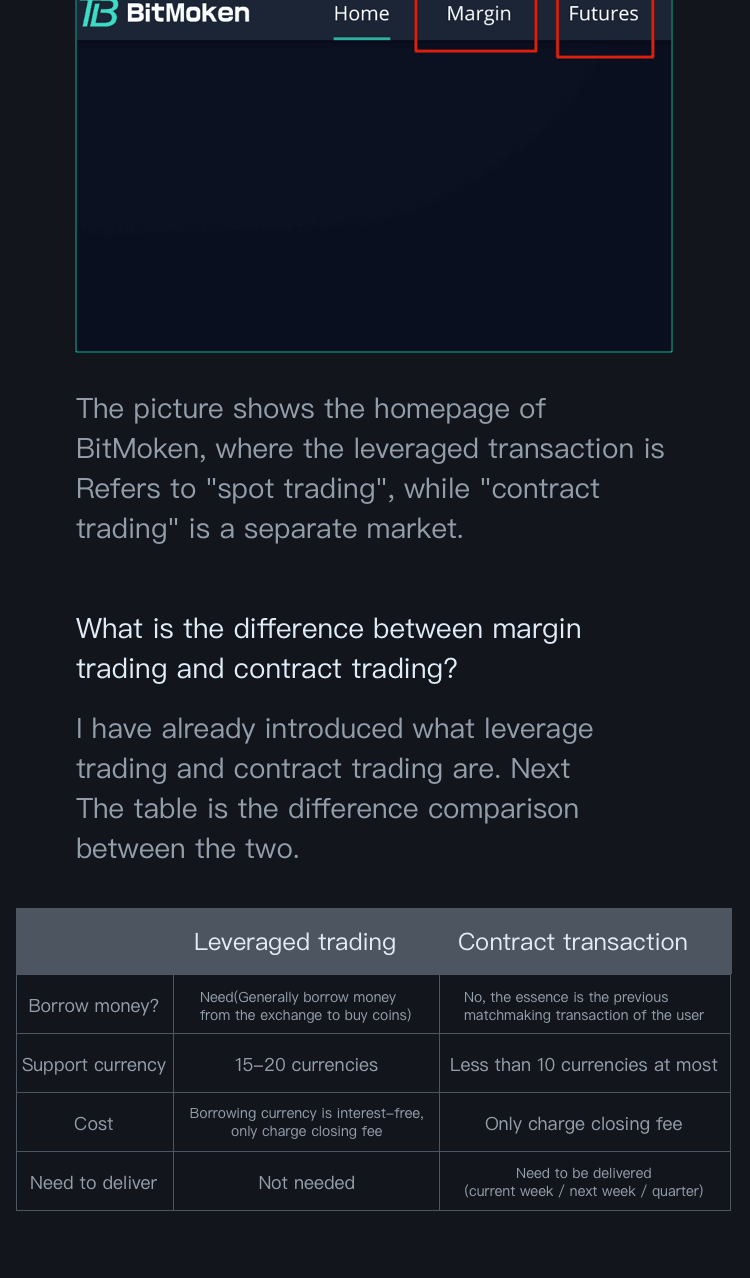 BitMoken Home Margin Futures
The picture shows the homepage of
BitMoken, where the leveraged transaction is
Refers to "spot trading", while "contract
trading" is a separate market.
What is the difference between margin
trading and contract trading?
I have already introduced what leverage
trading and contract trading are. Next
The table is the difference comparison
between the two.
Leveraged trading Contract transaction
Borrow money? Need(Generally borrow money
from the exchange to buy coins) No, the essence is the previous
matchmaking transaction of the user
Support currency 15-20 currencies Less than 10 currencies at most
Cost Borrowing currency is interest-free,
only charge closing fee Only charge closing fee
Need to deliver Not needed Need to be delivered
(current week / next week / quarter)